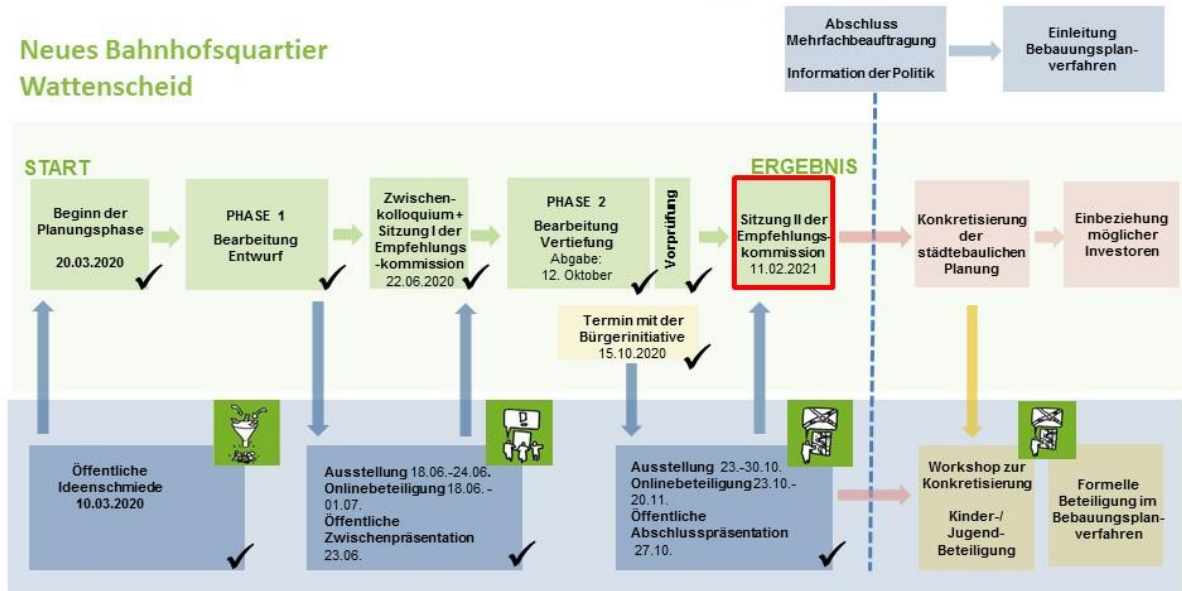 Abschluss
Mehrfachbeauftragung
Information der Politik
Einleitung
Bebauungsplan-
verfahren
Neues Bahnhofsquartier
Wattenscheid
START
ERGEBNIS
Beginn der
Planungsphase
20.03.2020
PHASE 1
Bearbeitung
Entwurf
Zwischen-
kolloquium +
Sitzung I der
Empfehlungs
-kommission
22.06.2020
PHASE 2
Bearbeitung
Vertiefung
Abgabe:
12. Oktober
Vorprüfung
Sitzung II der
Empfehlungs-
kommission
11.02.2021
Konkretisierung
der
städtebaulichen
Planung
Einbeziehung
möglicher
Investoren
Termin mit der
Bürgerinitiative
15.10.2020
Öffentliche
Ideenschmiede
10.03.2020
Ausstellung 18.06.-24.06.
Onlinebeteiligung 18.06. -
01.07.
Öffentliche
Zwischenpräsentation
23.06.
Ausstellung 23.-30.10.
Onlinebeteiligung 23.10.-
20.11.
Öffentliche
Abschlusspräsentation
27.10.
Workshop zur
Konkretisierung
Kinder-/
Jugend-
Beteiligung
Formelle
Beteiligung im
Bebauungsplan-
verfahren